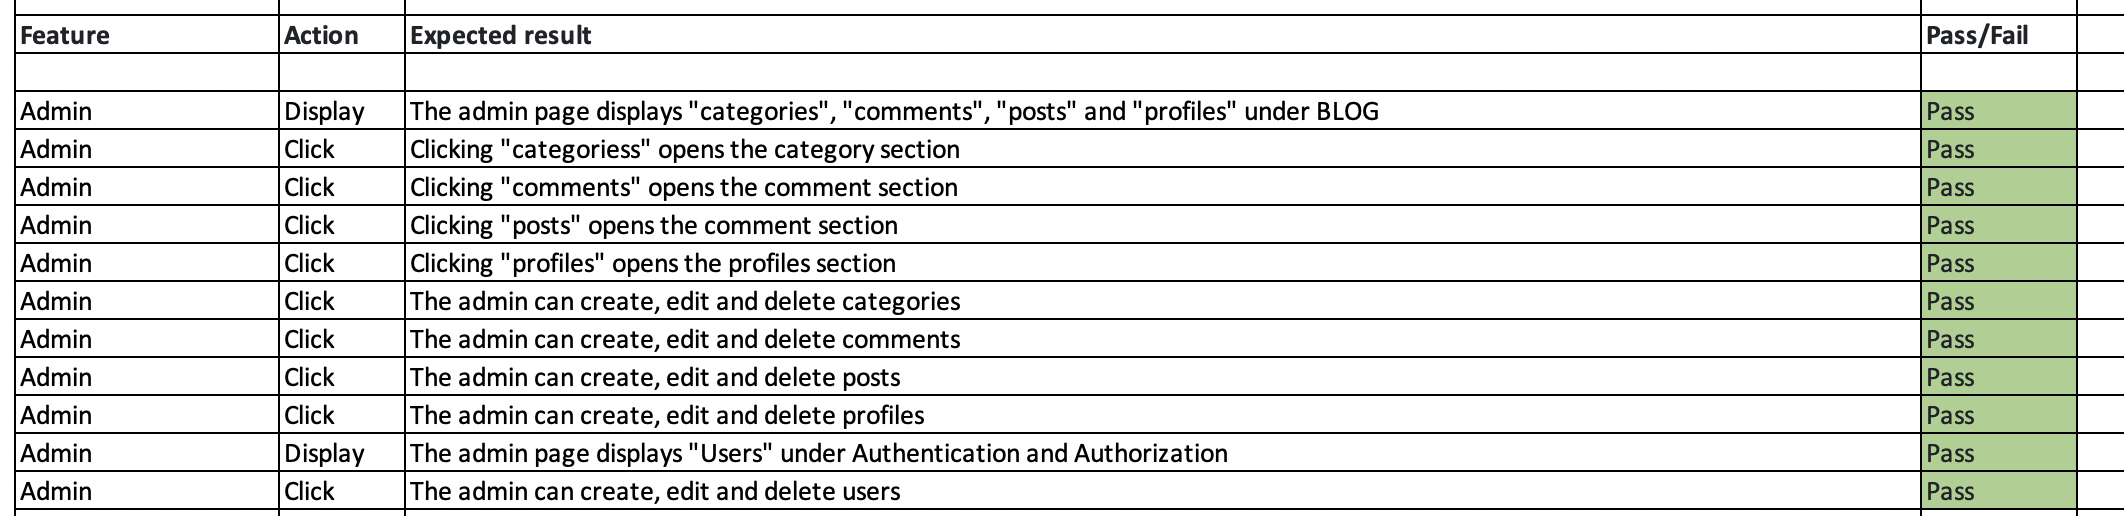 Feature Action Expected result Pass/Fail
Admin Display The admin page displays "categories", "comments", "posts" and "profiles" under BLOG Pass
Admin Click Clicking "categoriess" opens the category section Pass
Admin Click Clicking "comments" opens the comment section Pass
Admin Click Clicking "posts" opens the comment section Pass
Admin Click Clicking "profiles" opens the profiles section Pass
Admin Click The admin can create, edit and delete categories Pass
Admin Click The admin can create, edit and delete comments Pass
Admin Click The admin can create, edit and delete posts Pass
Admin Click The admin can create, edit and delete profiles Pass
Admin Display The admin page displays "Users" under Authentication and Authorization Pass
Admin Click The admin can create, edit and delete users Pass